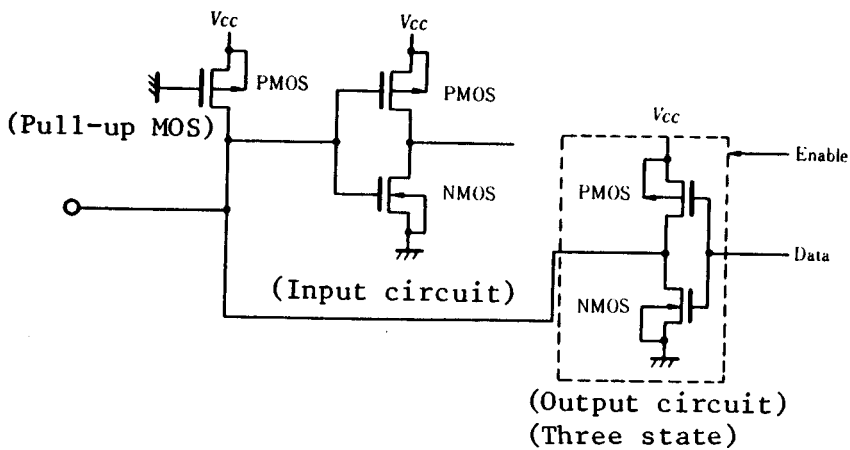 Vcc
Vcc
PMOS
PMOS
(Pull-up MOS)
Vcc
Enable
PMOS
NMOS
Data
(Input circuit)
NMOS
(Output circuit)
(Three state)